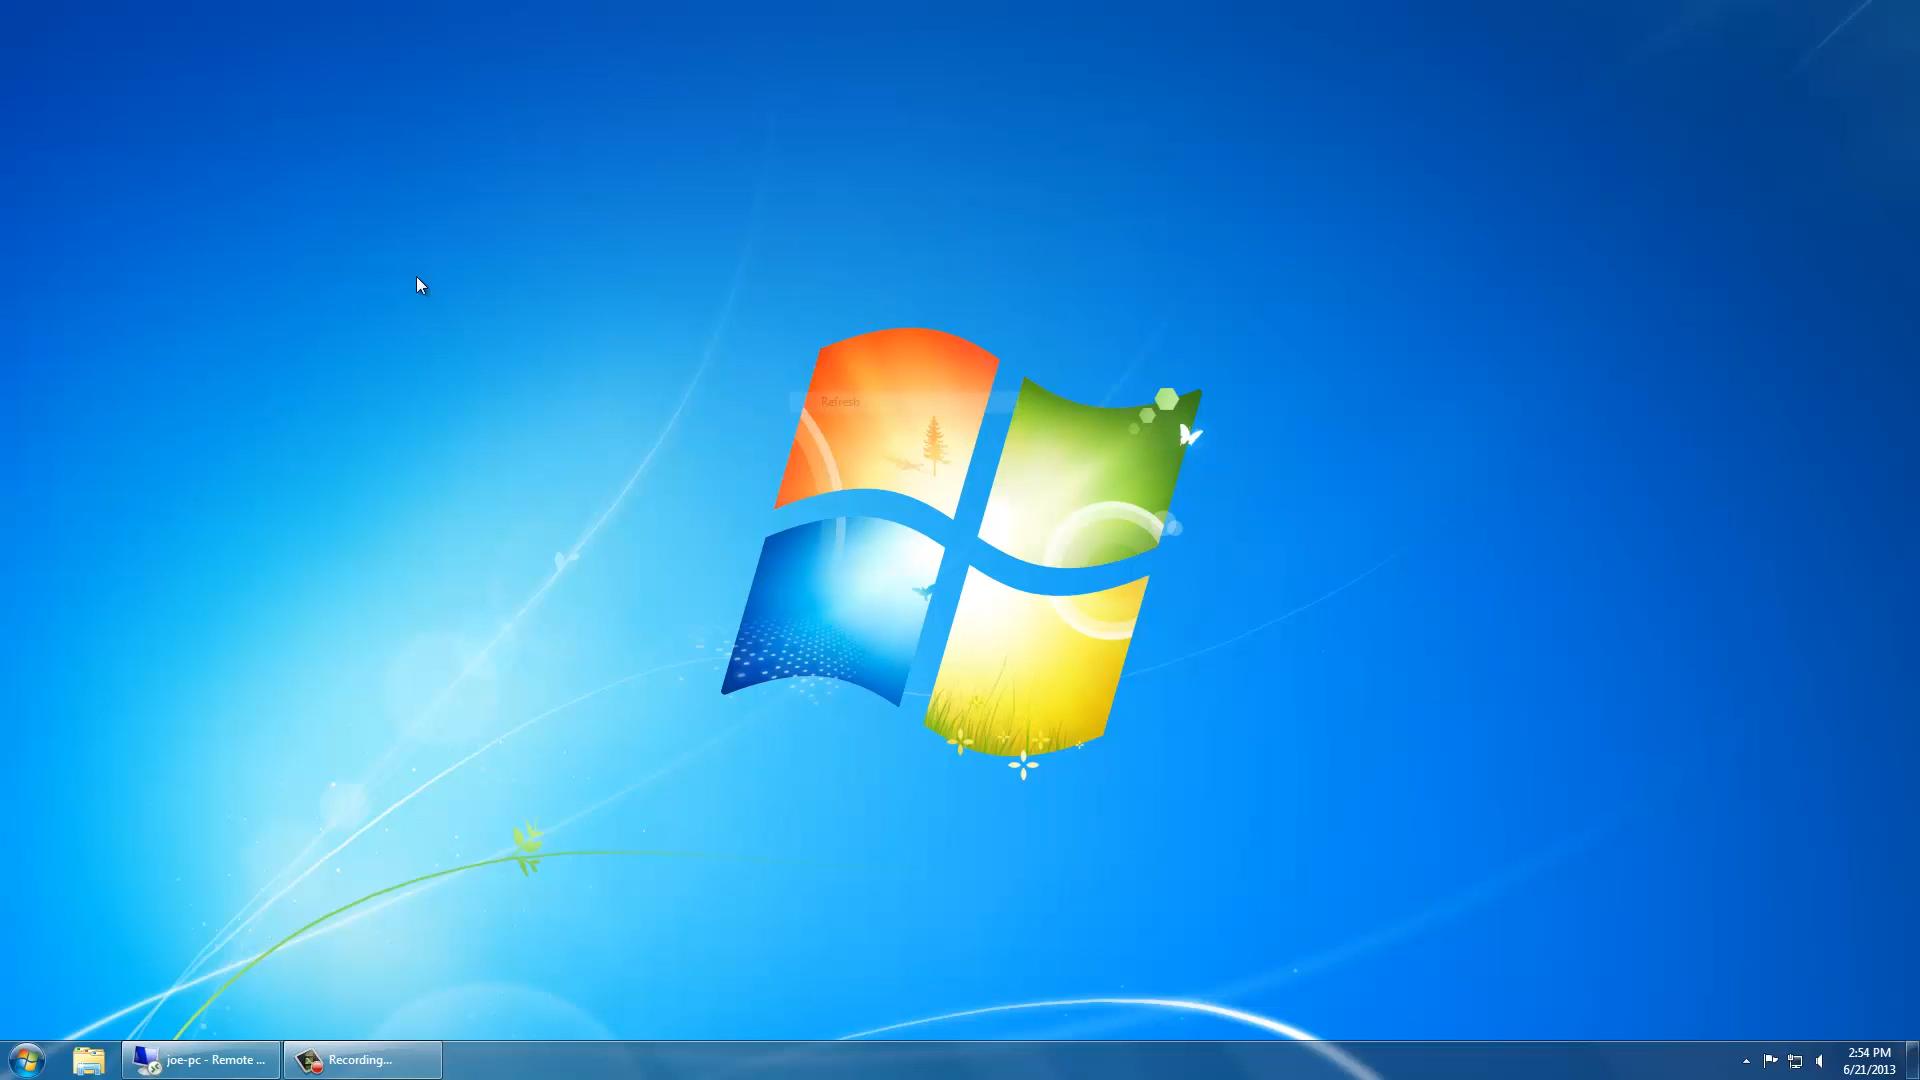 Refresh
joe-pc - Remote ...
Recording...
2:54 PM
6/21/2013